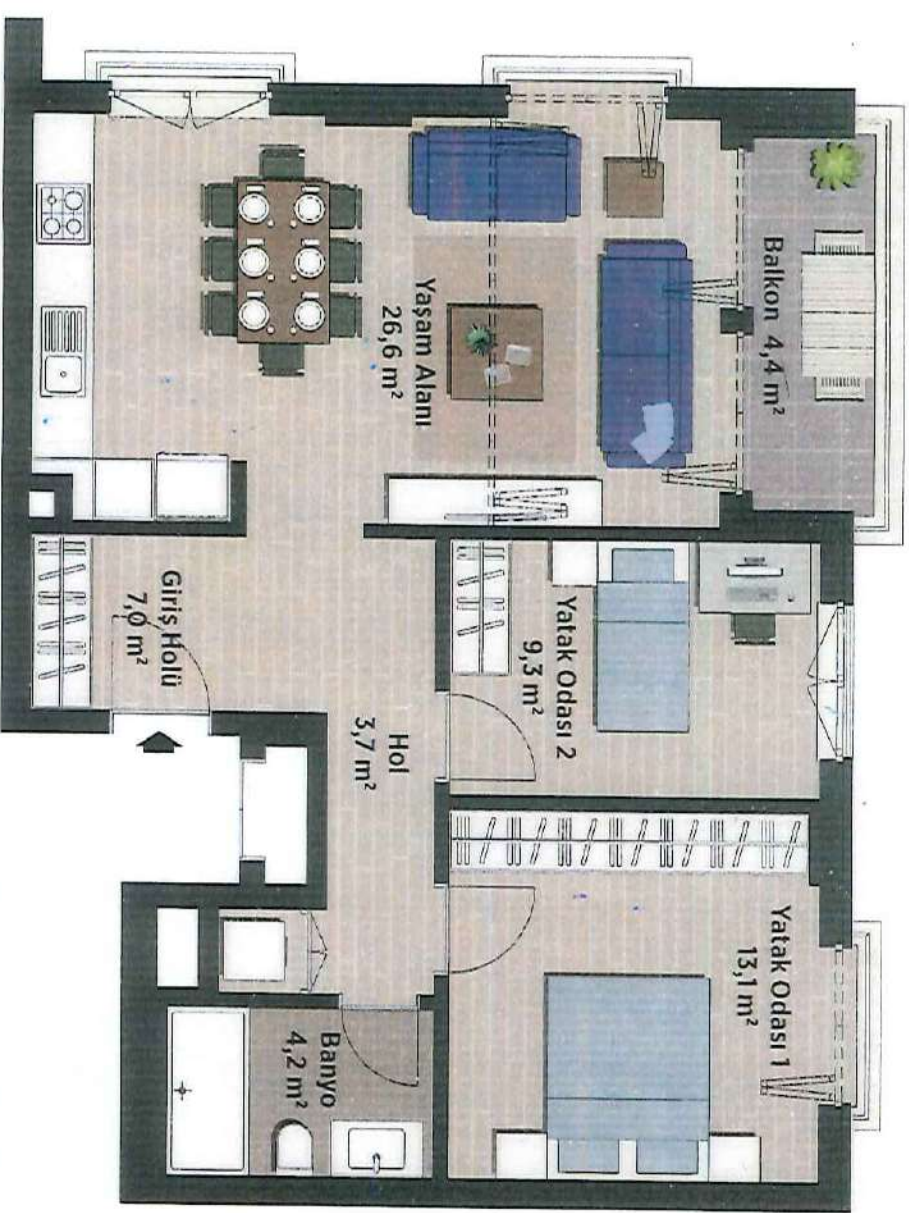 Balkon 4,4 m²
Yaşam Alanı
26,6 m²
Yatak Odası 2
9,3 m²
Yatak Odası 1
13,1 m²
Giriş Holü
7,0 m²
Hol
3,7 m²
Banyo
4,2 m²